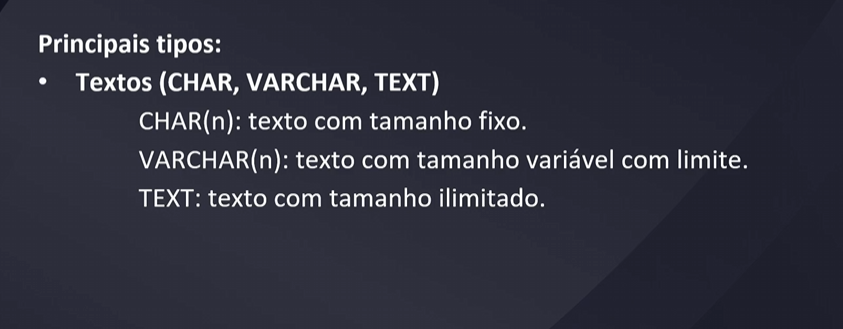 Principais tipos:
• Textos (CHAR, VARCHAR, TEXT)
CHAR(n): texto com tamanho fixo.
VARCHAR(n): texto com tamanho variável com limite.
TEXT: texto com tamanho ilimitado.